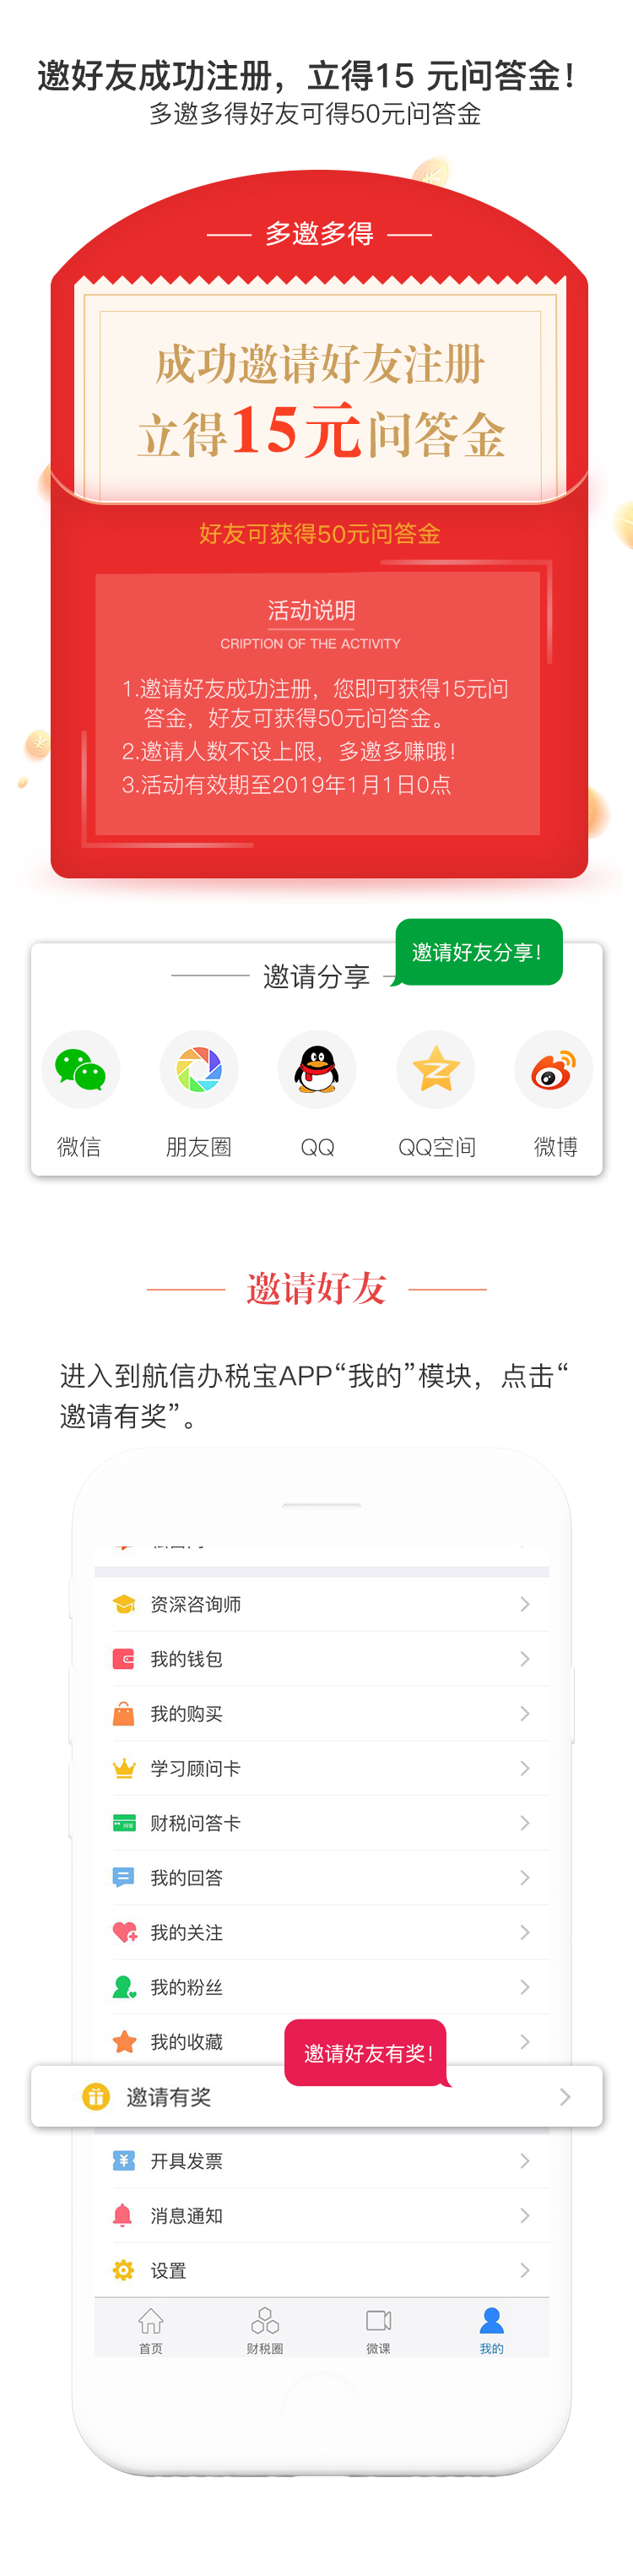 邀好友成功注册，立得15 元问答金！
多邀多得好友可得50元问答金
多邀多得
成功邀请好友注册
立得15元问答金
好友可获得50元问答金
活动说明
CRIPTION OF THE ACTIVITY
1.邀请好友成功注册，您即可获得15元问
答金，好友可获得50元问答金。
2.邀请人数不设上限，多邀多赚哦！
3.活动有效期至2019年1月1日0点
邀请好友分享！
邀请分享
微信
朋友圈
QQ
QQ空间
微博
邀请好友
进入到航信办税宝APP“我的”模块，点击“
邀请有奖”。
资深咨询师
我的钱包
我的购买
学习顾问卡
财税问答卡
我的回答
我的关注
我的粉丝
我的收藏
邀请好友有奖！
邀请有奖
开具发票
消息通知
设置
首页
财税圈
微课
我的